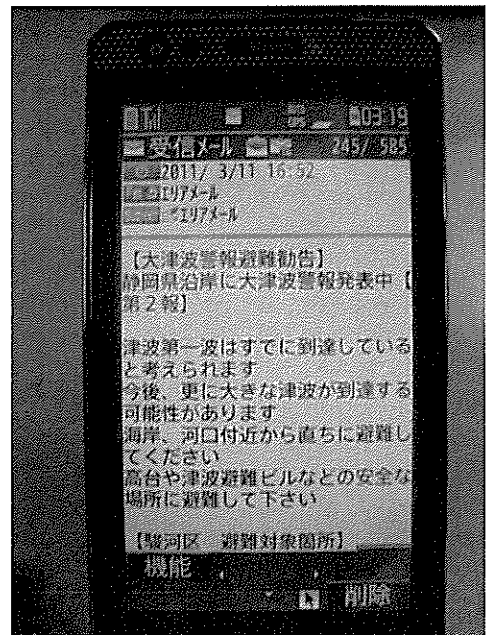 03:19
受信メール 245/ 585
2011/ 3/11 16:52
エリアメール
エリアメール
【大津波警報避難勧告】
静岡県沿岸に大津波警報発表中【
第2報】
津波第一波はすでに到達している
と考えられます
今後、更に大きな津波が到達する
可能性があります
海岸、河口付近から直ちに避難し
てください
高台や津波避難ビルなどの安全な
場所に避難して下さい
【駿河区 避難対象箇所】
機能
削除